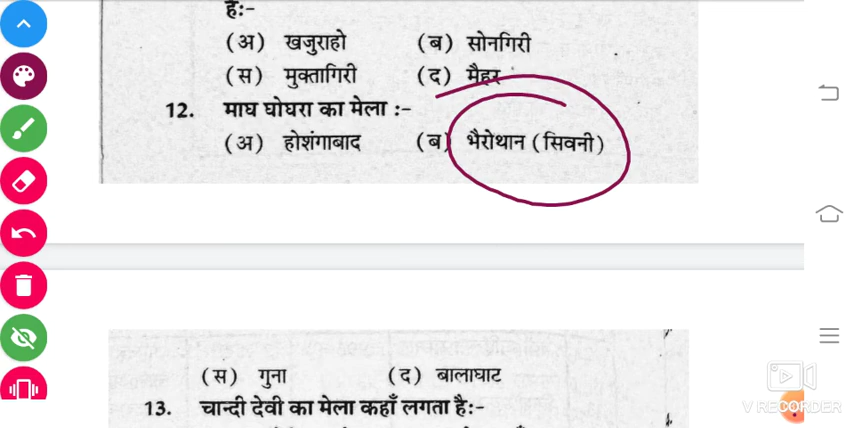 है:-
(अ) खजुराहो (ब) सोनगिरी
(स) मुक्तागिरी (द) मैहर
12. माघ घोघरा का मेला :-
(अ) होशंगाबाद (ब) भैरोथान (सिवनी)
(स) गुना (द) बालाघाट
13. चान्दी देवी का मेला कहाँ लगता है:-
V RECORDER